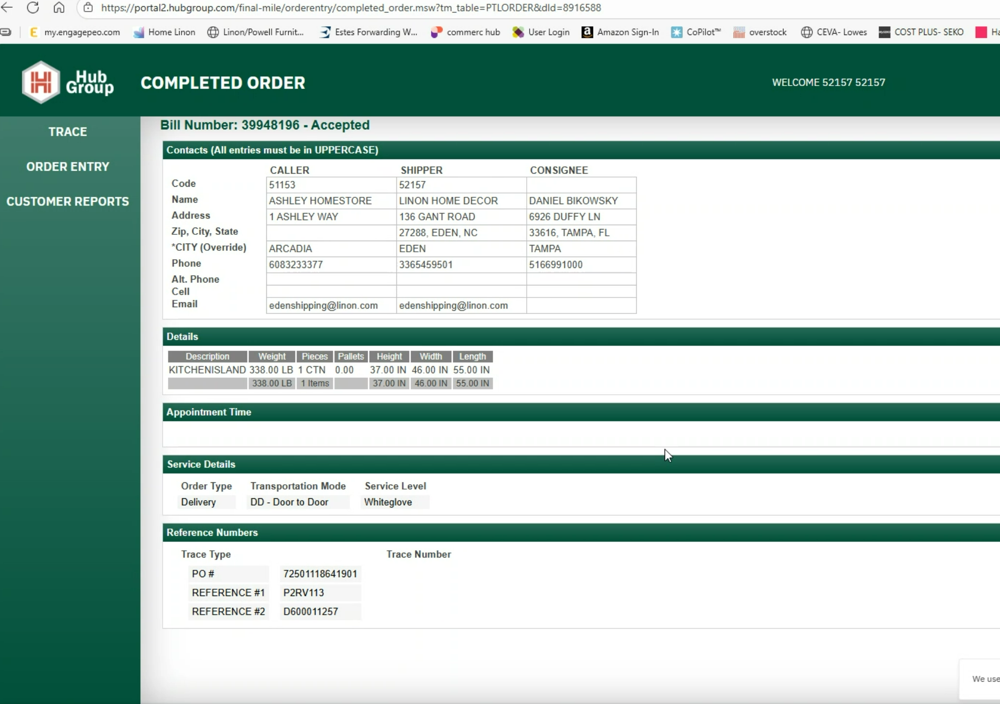 https://portal2.hubgroup.com/final-mile/orderentry/completed_order.msw?tm_table=PTLORDER&dId=8916588
my.engagepeo.com Home Linon Linon/Powell Furnit... Estes Forwarding W... commerc hub User Login Amazon Sign-In CoPilot™ overstock CEVA- Lowes COST PLUS- SEKO Ha
Hub Group COMPLETED ORDER WELCOME 52157 52157
TRACE
ORDER ENTRY
CUSTOMER REPORTS
Bill Number: 39948196 - Accepted
Contacts (All entries must be in UPPERCASE)
CALLER SHIPPER CONSIGNEE
Code 51153 52157
Name ASHLEY HOMESTORE LINON HOME DECOR DANIEL BIKOWSKY
Address 1 ASHLEY WAY 136 GANT ROAD 6926 DUFFY LN
Zip, City, State 27288, EDEN, NC 33616, TAMPA, FL
*CITY (Override) ARCADIA EDEN TAMPA
Phone 6083233377 3365459501 5166991000
Alt. Phone
Cell
Email edenshipping@linon.com edenshipping@linon.com
Details
Description Weight Pieces Pallets Height Width Length
KITCHENISLAND 338.00 LB 1 CTN 0.00 37.00 IN 46.00 IN 55.00 IN
338.00 LB 1 Items 37.00 IN 46.00 IN 55.00 IN
Appointment Time
Service Details
Order Type Transportation Mode Service Level
Delivery DD - Door to Door Whiteglove
Reference Numbers
Trace Type Trace Number
PO # 72501118641901
REFERENCE #1 P2RV113
REFERENCE #2 D600011257
We use